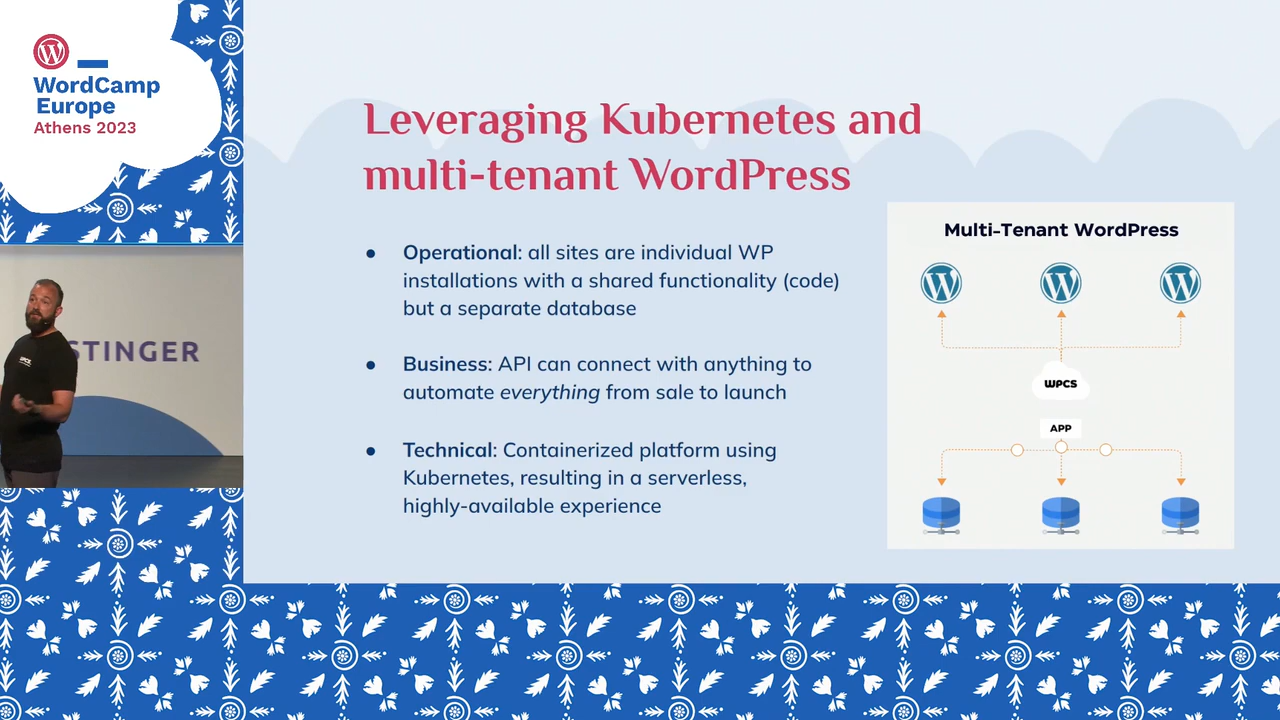 WordCamp
Europe
Athens 2023
STINGER
Leveraging Kubernetes and
multi-tenant WordPress
● Operational: all sites are individual WP
installations with a shared functionality (code)
but a separate database
● Business: API can connect with anything to
automate everything from sale to launch
● Technical: Containerized platform using
Kubernetes, resulting in a serverless,
highly-available experience
Multi-Tenant WordPress
WPCS
APP